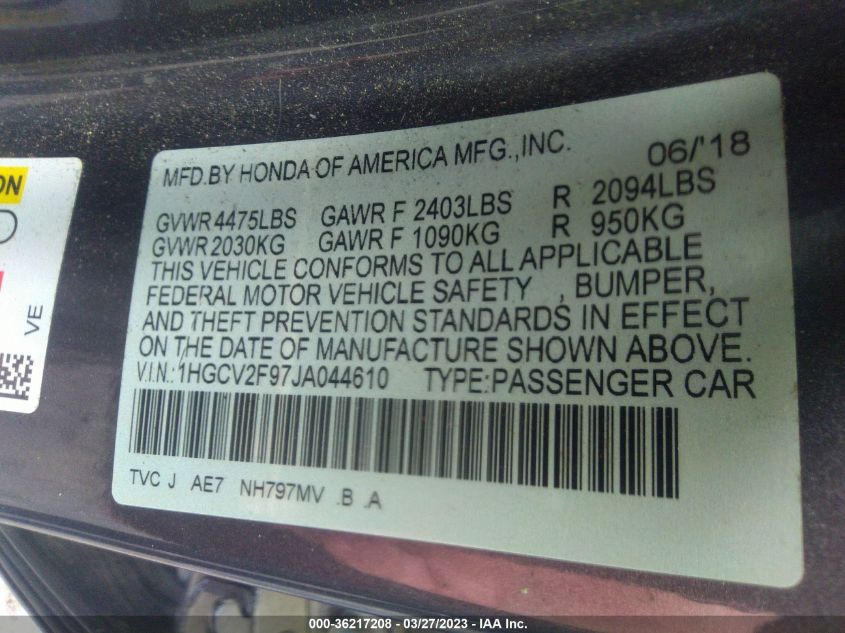 MFD.BY HONDA OF AMERICA MFG.,INC. 06/'18
GVWR 4475LBS GAWR F 2403LBS R 2094LBS
GVWR 2030KG GAWR F 1090KG R 950KG
THIS VEHICLE CONFORMS TO ALL APPLICABLE
FEDERAL MOTOR VEHICLE SAFETY , BUMPER,
AND THEFT PREVENTION STANDARDS IN EFFECT
ON THE DATE OF MANUFACTURE SHOWN ABOVE.
V.I.N.: 1HGCV2F97JA044610 TYPE:PASSENGER CAR
TVC J AE7 NH797MV .B .A
ON
VE
000-36217208 - 03/27/2023 - IAA Inc.